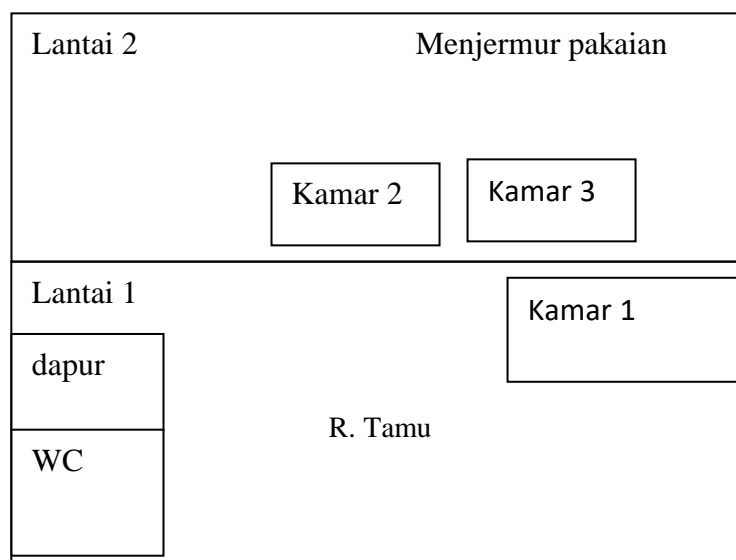 Lantai 2
Menjermur pakaian
Kamar 2
Kamar 3
Lantai 1
Kamar 1
dapur
R. Tamu
WC